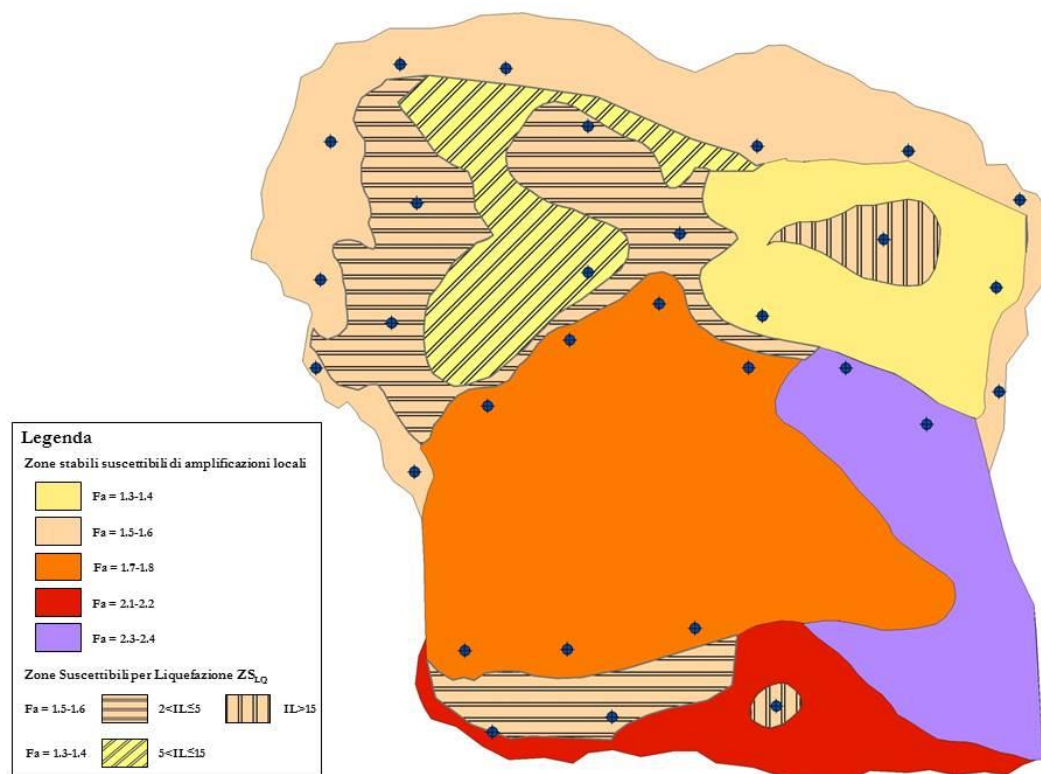 Legenda
Zone stabili suscettibili di amplificazioni locali
Fa = 1.3-1.4
Fa = 1.5-1.6
Fa = 1.7-1.8
Fa = 2.1-2.2
Fa = 2.3-2.4
Zone Suscettibili per Liquefazione ZS_LQ
Fa = 1.5-1.6 2<IL≤5 IL>15
Fa = 1.3-1.4 5<IL≤15